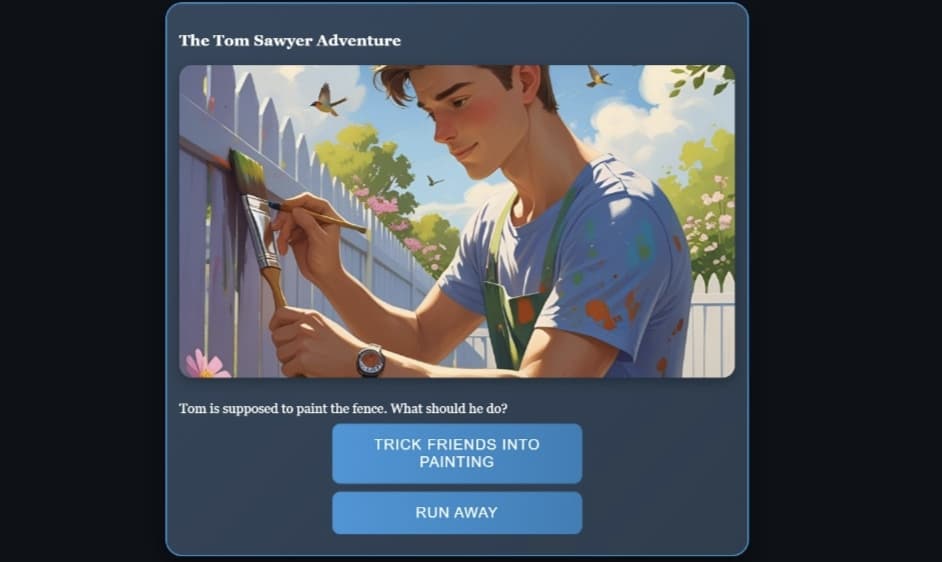 The Tom Sawyer Adventure
Tom is supposed to paint the fence. What should he do?
TRICK FRIENDS INTO
PAINTING
RUN AWAY